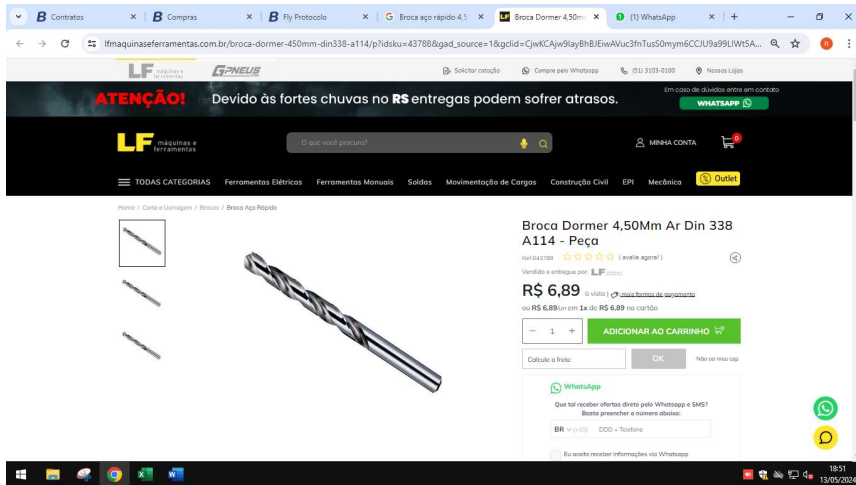 Contratos
Compras
Fly Protocolo
Broca aço rápido 4,5
Broca Dormer 4,50m
(1) WhatsApp
lfmaquinaseferramentas.com.br/broca-dormer-450mm-din338-a114/p?idsku=43788&gad_source=1&gclid=CjwKCAjw9IayBhBJEiwAVuc3fnTusS0mym6CCJU9a99LIWtSA...
LF máquinas e ferramentas
GPNEUS
Solicitar cotação
Compre pelo Whatsapp
(51) 3103-0100
Nossas Lojas
ATENÇÃO! Devido às fortes chuvas no RS entregas podem sofrer atrasos.
Em caso de dúvidas entre em contato
WHATSAPP
LF máquinas e ferramentas
O que você procura?
MINHA CONTA
0
TODAS CATEGORIAS Ferramentas Elétricas Ferramentas Manuais Soldas Movimentação de Cargas Construção Civil EPI Mecânica Outlet
Home / Corte e Usinagem / Brocas / Broca Aço Rápido
Broca Dormer 4,50Mm Ar Din 338
A114 - Peça
Ref:043788 ( avalie agora! )
Vendido e entregue por: LF
R$ 6,89 à vista | mais formas de pagamento
ou R$ 6,89/un em 1x de R$ 6,89 no cartão
− 1 + ADICIONAR AO CARRINHO
Calcule o frete OK Não sei meu cep
WhatsApp
Que tal receber ofertas direto pelo Whatsapp e SMS?
Basta preencher o número abaixo:
BR (+55) DDD + Telefone
Eu aceito receber informações via Whatsapp
18:51
13/05/2024